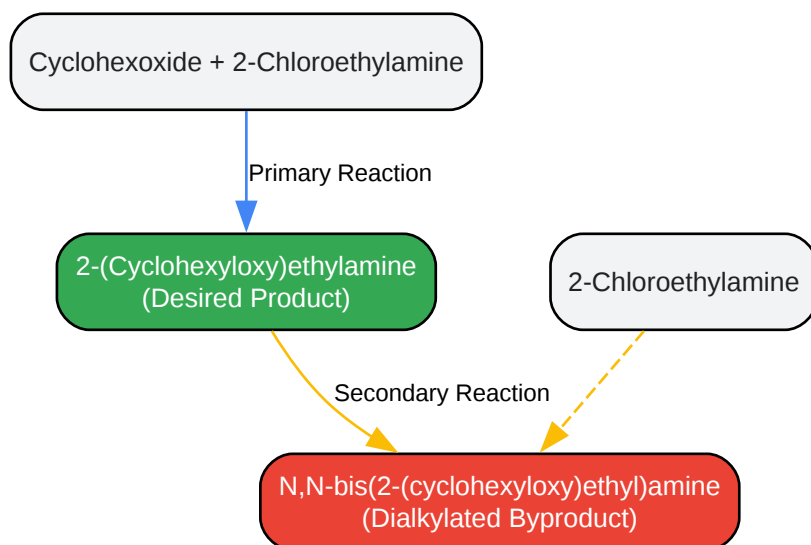 Cyclohexoxide + 2-Chloroethylamine
Primary Reaction
2-(Cyclohexyloxy)ethylamine
(Desired Product)
2-Chloroethylamine
Secondary Reaction
N,N-bis(2-(cyclohexyloxy)ethyl)amine
(Dialkylated Byproduct)